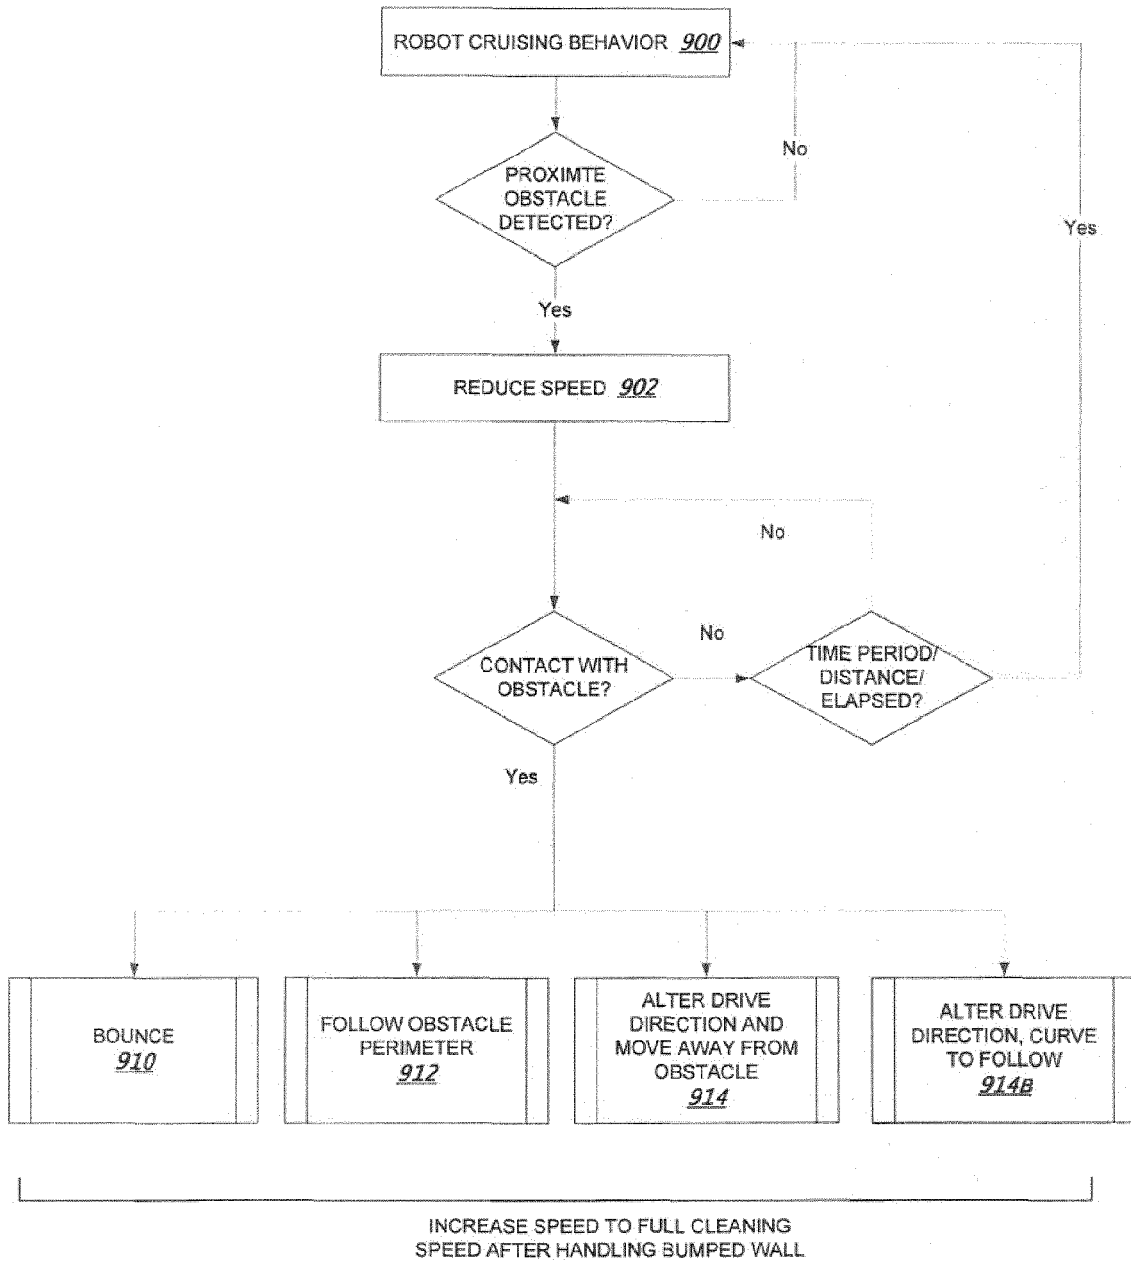 ROBOT CRUISING BEHAVIOR 900
No
PROXIMTE
OBSTACLE
DETECTED?
Yes
Yes
REDUCE SPEED 902
No
No
CONTACT WITH
OBSTACLE?
TIME PERIOD/
DISTANCE/
ELAPSED?
Yes
BOUNCE
910
FOLLOW OBSTACLE
PERIMETER
912
ALTER DRIVE
DIRECTION AND
MOVE AWAY FROM
OBSTACLE
914
ALTER DRIVE
DIRECTION, CURVE
TO FOLLOW
914B
INCREASE SPEED TO FULL CLEANING
SPEED AFTER HANDLING BUMPED WALL